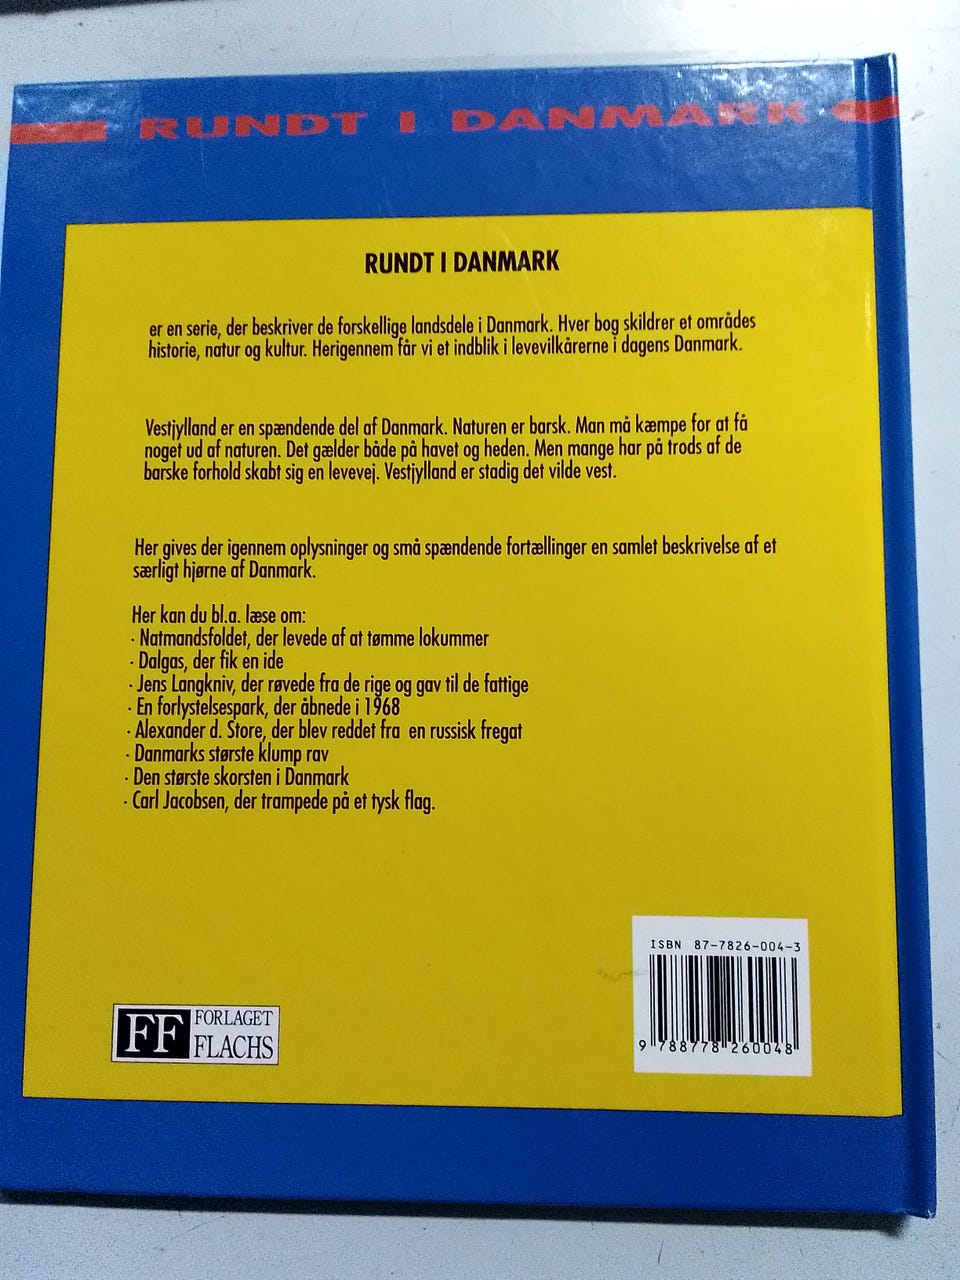 RUNDT I DANMARK
RUNDT I DANMARK
er en serie, der beskriver de forskellige landsdele i Danmark. Hver bog skildrer et områdes
historie, natur og kultur. Herigennem får vi et indblik i levevilkårerne i dagens Danmark.
Vestjylland er en spændende del af Danmark. Naturen er barsk. Man må kæmpe for at få
noget ud af naturen. Det gælder både på havet og heden. Men mange har på trods af de
barske forhold skabt sig en levevej. Vestjylland er stadig det vilde vest.
Her gives der igennem oplysninger og små spændende fortællinger en samlet beskrivelse af et
særligt hjørne af Danmark.
Her kan du bl.a. læse om:
· Natmandsfoldet, der levede af at tømme lokummer
· Dalgas, der fik en ide
· Jens Langkniv, der røvede fra de rige og gav til de fattige
· En forlystelsespark, der åbnede i 1968
· Alexander d. Store, der blev reddet fra en russisk fregat
· Danmarks største klump rav
· Den største skorsten i Danmark
· Carl Jacobsen, der trampede på et tysk flag.
ISBN 87-7826-004-3
9 788778 260048
FF FORLAGET
FLACHS